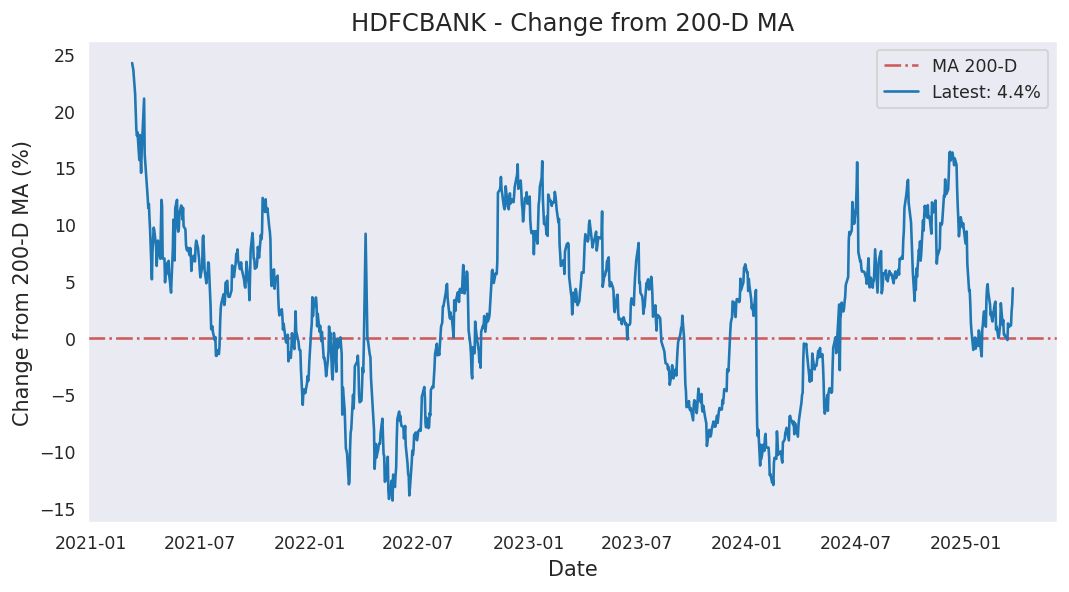 HDFCBANK - Change from 200-D MA
MA 200-D
Latest: 4.4%
Change from 200-D MA (%)
25
20
15
10
5
0
−5
−10
−15
2021-01 2021-07 2022-01 2022-07 2023-01 2023-07 2024-01 2024-07 2025-01
Date